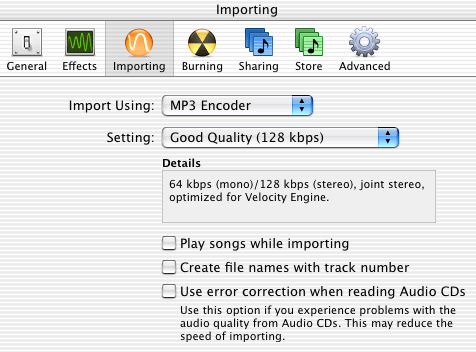 Importing
General Effects Importing Burning Sharing Store Advanced
Import Using: MP3 Encoder
Setting: Good Quality (128 kbps)
Details
64 kbps (mono)/128 kbps (stereo), joint stereo,
optimized for Velocity Engine.
Play songs while importing
Create file names with track number
Use error correction when reading Audio CDs
Use this option if you experience problems with the
audio quality from Audio CDs. This may reduce the
speed of importing.